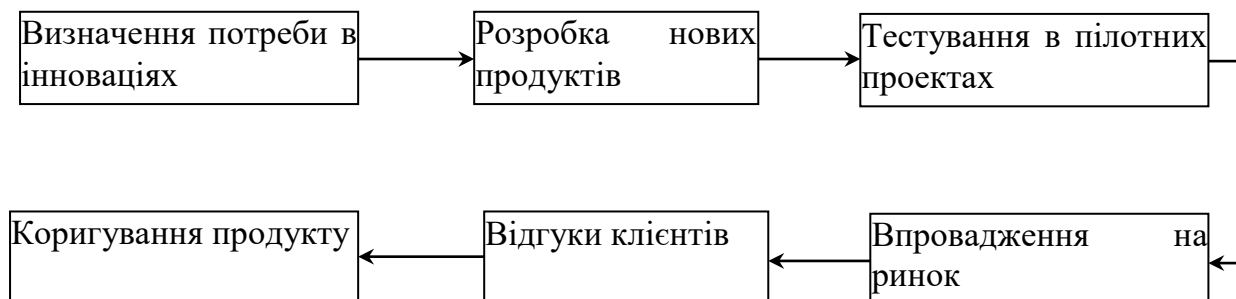 Визначення потреби в
інноваціях
Розробка нових
продуктів
Тестування в пілотних
проектах
Впровадження на
ринок
Відгуки клієнтів
Коригування продукту